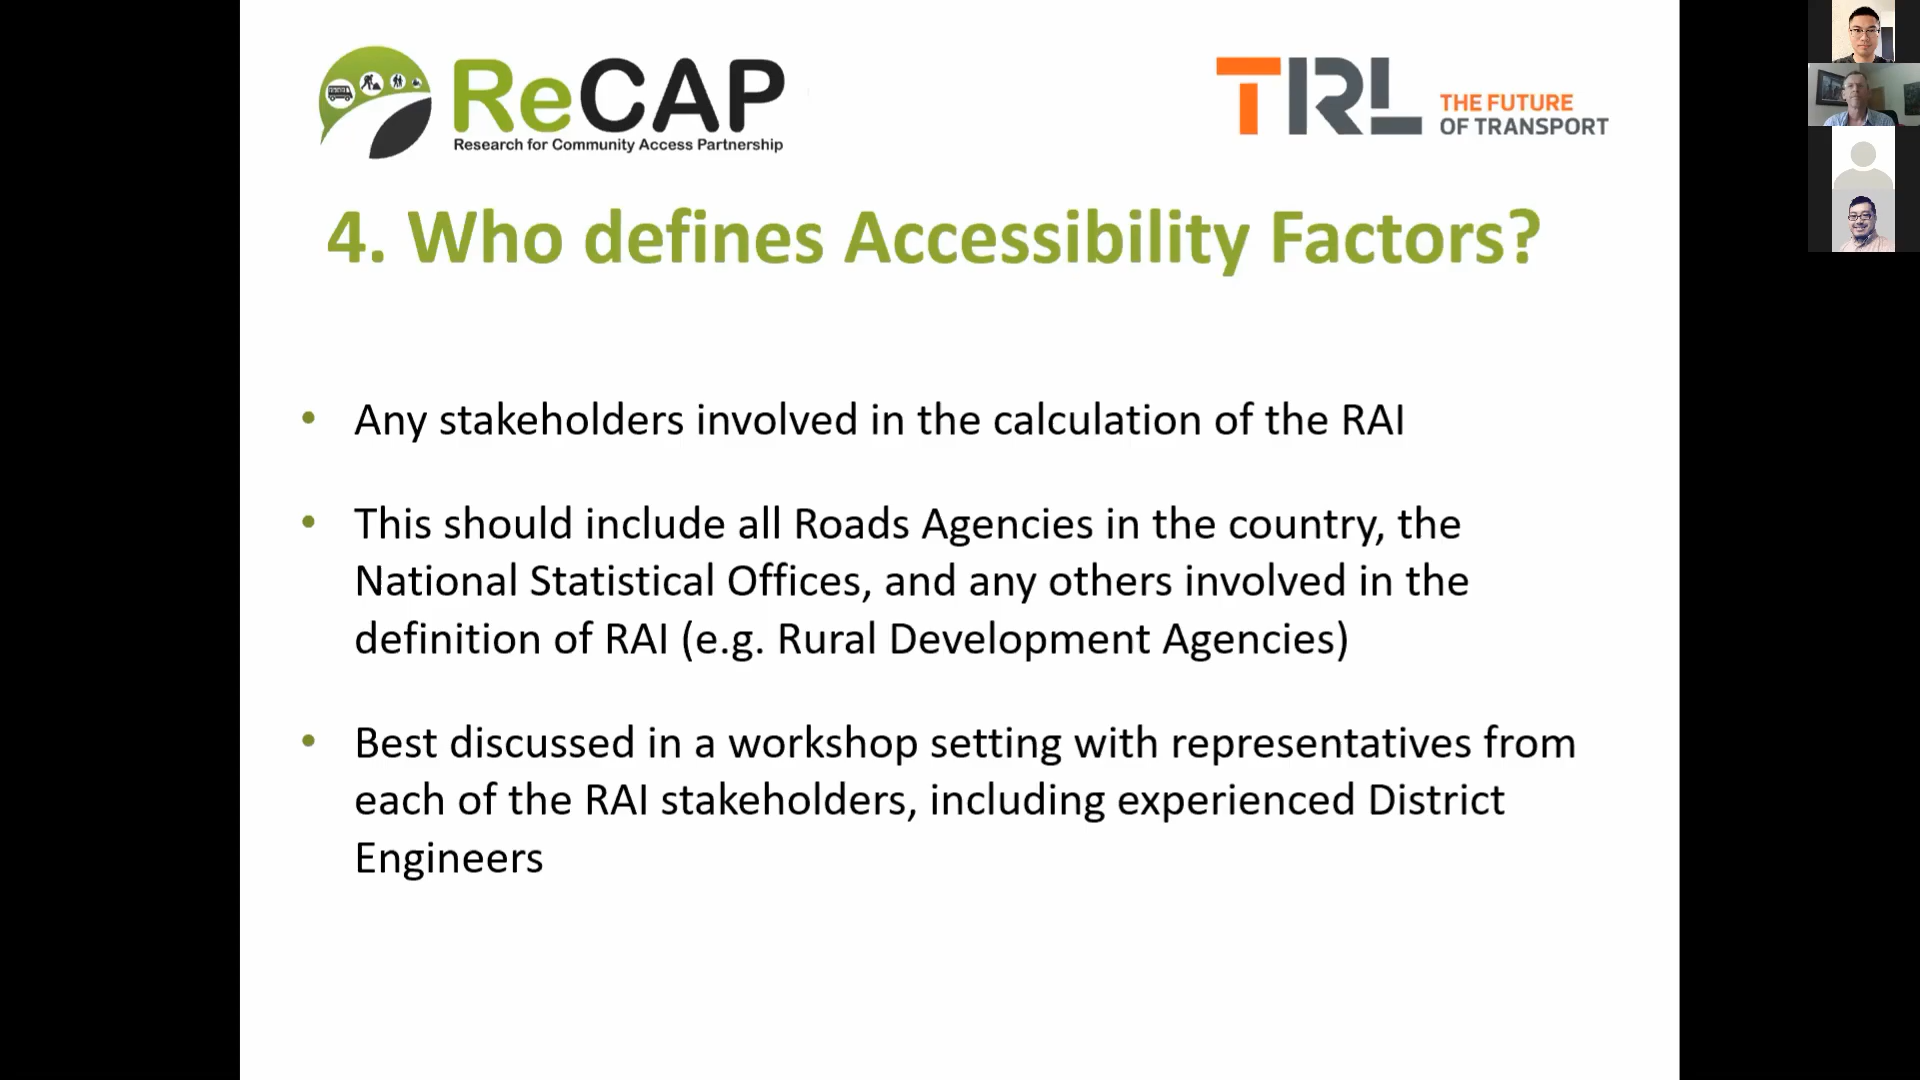 ReCAP
Research for Community Access Partnership
TRL
THE FUTURE
OF TRANSPORT
4. Who defines Accessibility Factors?
• Any stakeholders involved in the calculation of the RAI
• This should include all Roads Agencies in the country, the
National Statistical Offices, and any others involved in the
definition of RAI (e.g. Rural Development Agencies)
• Best discussed in a workshop setting with representatives from
each of the RAI stakeholders, including experienced District
Engineers